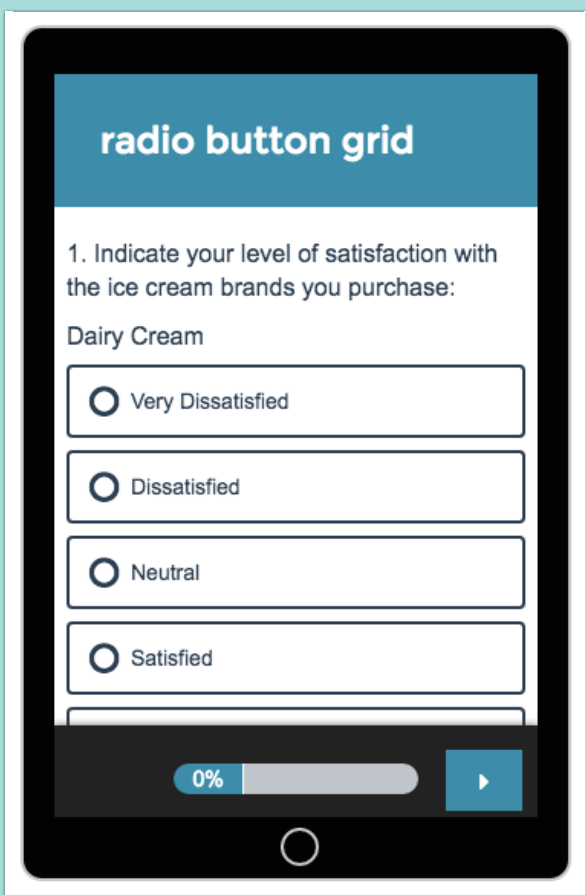 radio button grid
1. Indicate your level of satisfaction with
the ice cream brands you purchase:
Dairy Cream
Very Dissatisfied
Dissatisfied
Neutral
Satisfied
0%